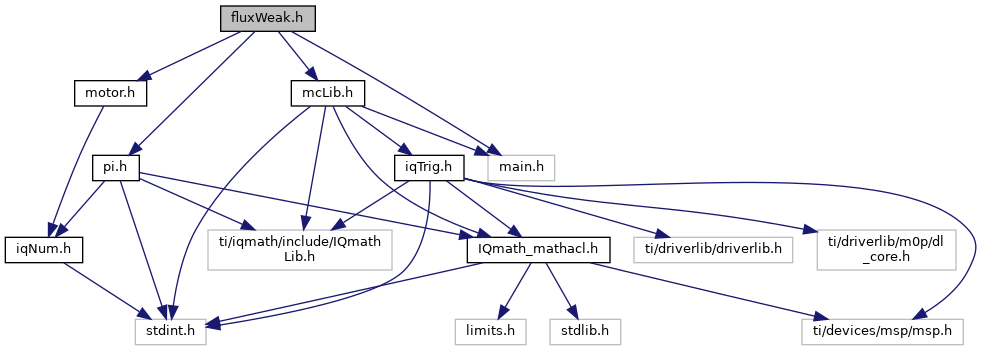 fluxWeak.h
motor.h
mcLib.h
pi.h
iqTrig.h
main.h
iqNum.h
ti/iqmath/include/IQmath
Lib.h
IQmath_mathacl.h
ti/driverlib/driverlib.h
ti/driverlib/m0p/dl
_core.h
stdint.h
limits.h
stdlib.h
ti/devices/msp/msp.h